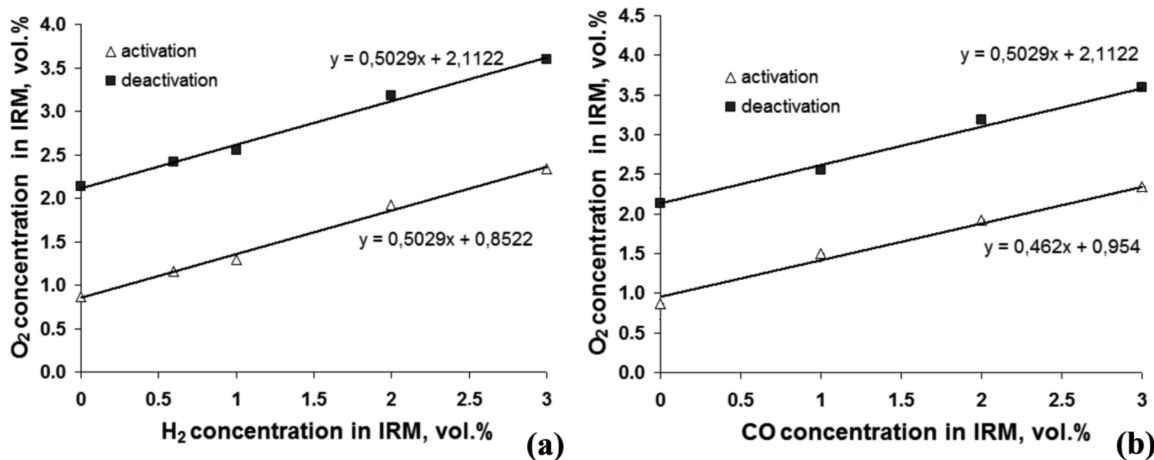 O2 concentration in IRM, vol.%
4.0
3.5
3.0
2.5
2.0
1.5
1.0
0.5
0.0
activation
deactivation
y = 0,5029x + 2,1122
y = 0,5029x + 0,8522
0 0.5 1 1.5 2 2.5 3
H2 concentration in IRM, vol.%
(a)
O2 concentration in IRM, vol.%
4.5
4.0
3.5
3.0
2.5
2.0
1.5
1.0
0.5
0.0
y = 0,5029x + 2,1122
activation
deactivation
y = 0,462x + 0,954
0 0.5 1 1.5 2 2.5 3
CO concentration in IRM, vol.%
(b)